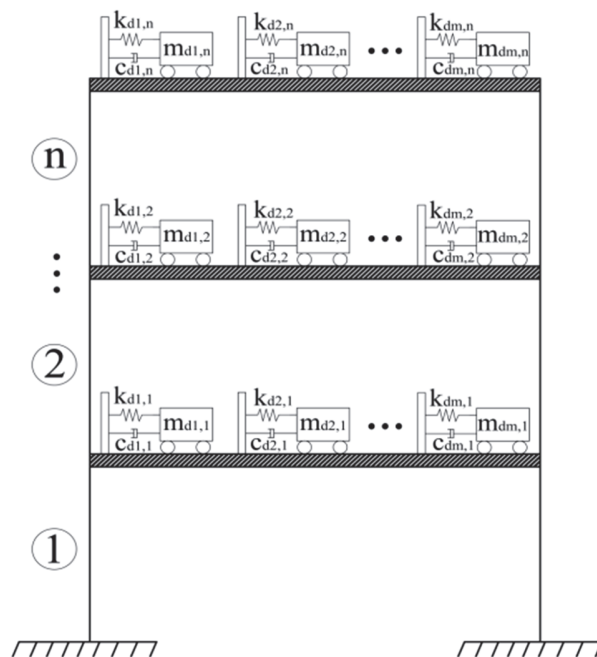 kd1,n kd2,n kdm,n
md1,n md2,n ••• mdm,n
cd1,n cd2,n cdm,n
n
kd1,2 kd2,2 kdm,2
md1,2 md2,2 ••• mdm,2
cd1,2 cd2,2 cdm,2
2
kd1,1 kd2,1 kdm,1
md1,1 md2,1 ••• mdm,1
cd1,1 cd2,1 cdm,1
1